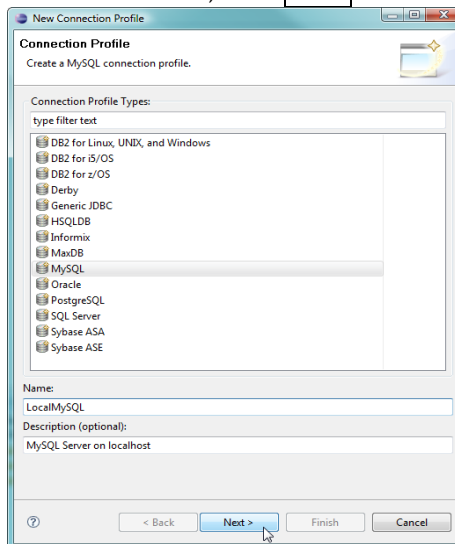 New Connection Profile
Connection Profile
Create a MySQL connection profile.
Connection Profile Types:
type filter text
DB2 for Linux, UNIX, and Windows
DB2 for i5/OS
DB2 for z/OS
Derby
Generic JDBC
HSQLDB
Informix
MaxDB
MySQL
Oracle
PostgreSQL
SQL Server
Sybase ASA
Sybase ASE
Name:
LocalMySQL
Description (optional):
MySQL Server on localhost
< Back Next > Finish Cancel